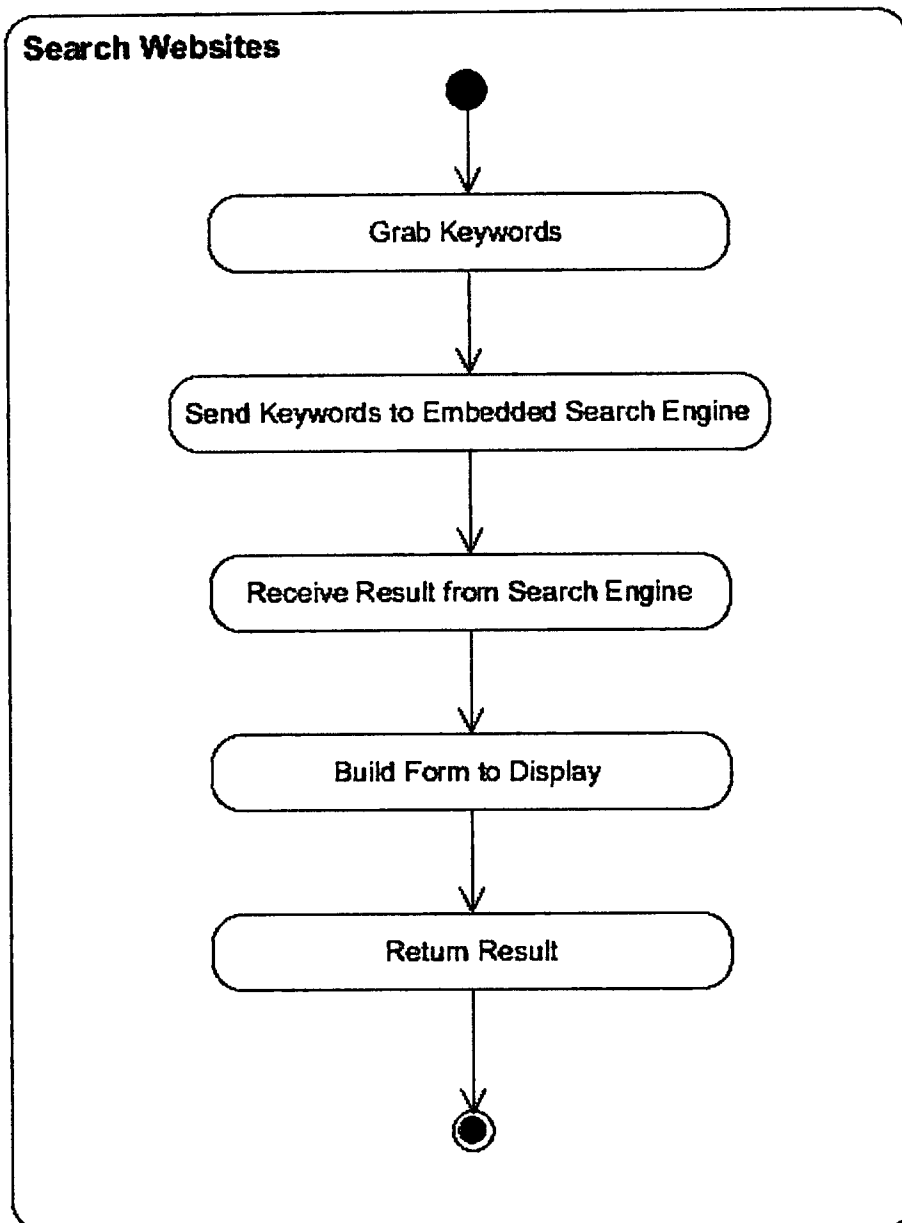 Search Websites
Grab Keywords
Send Keywords to Embedded Search Engine
Receive Result from Search Engine
Build Form to Display
Return Result